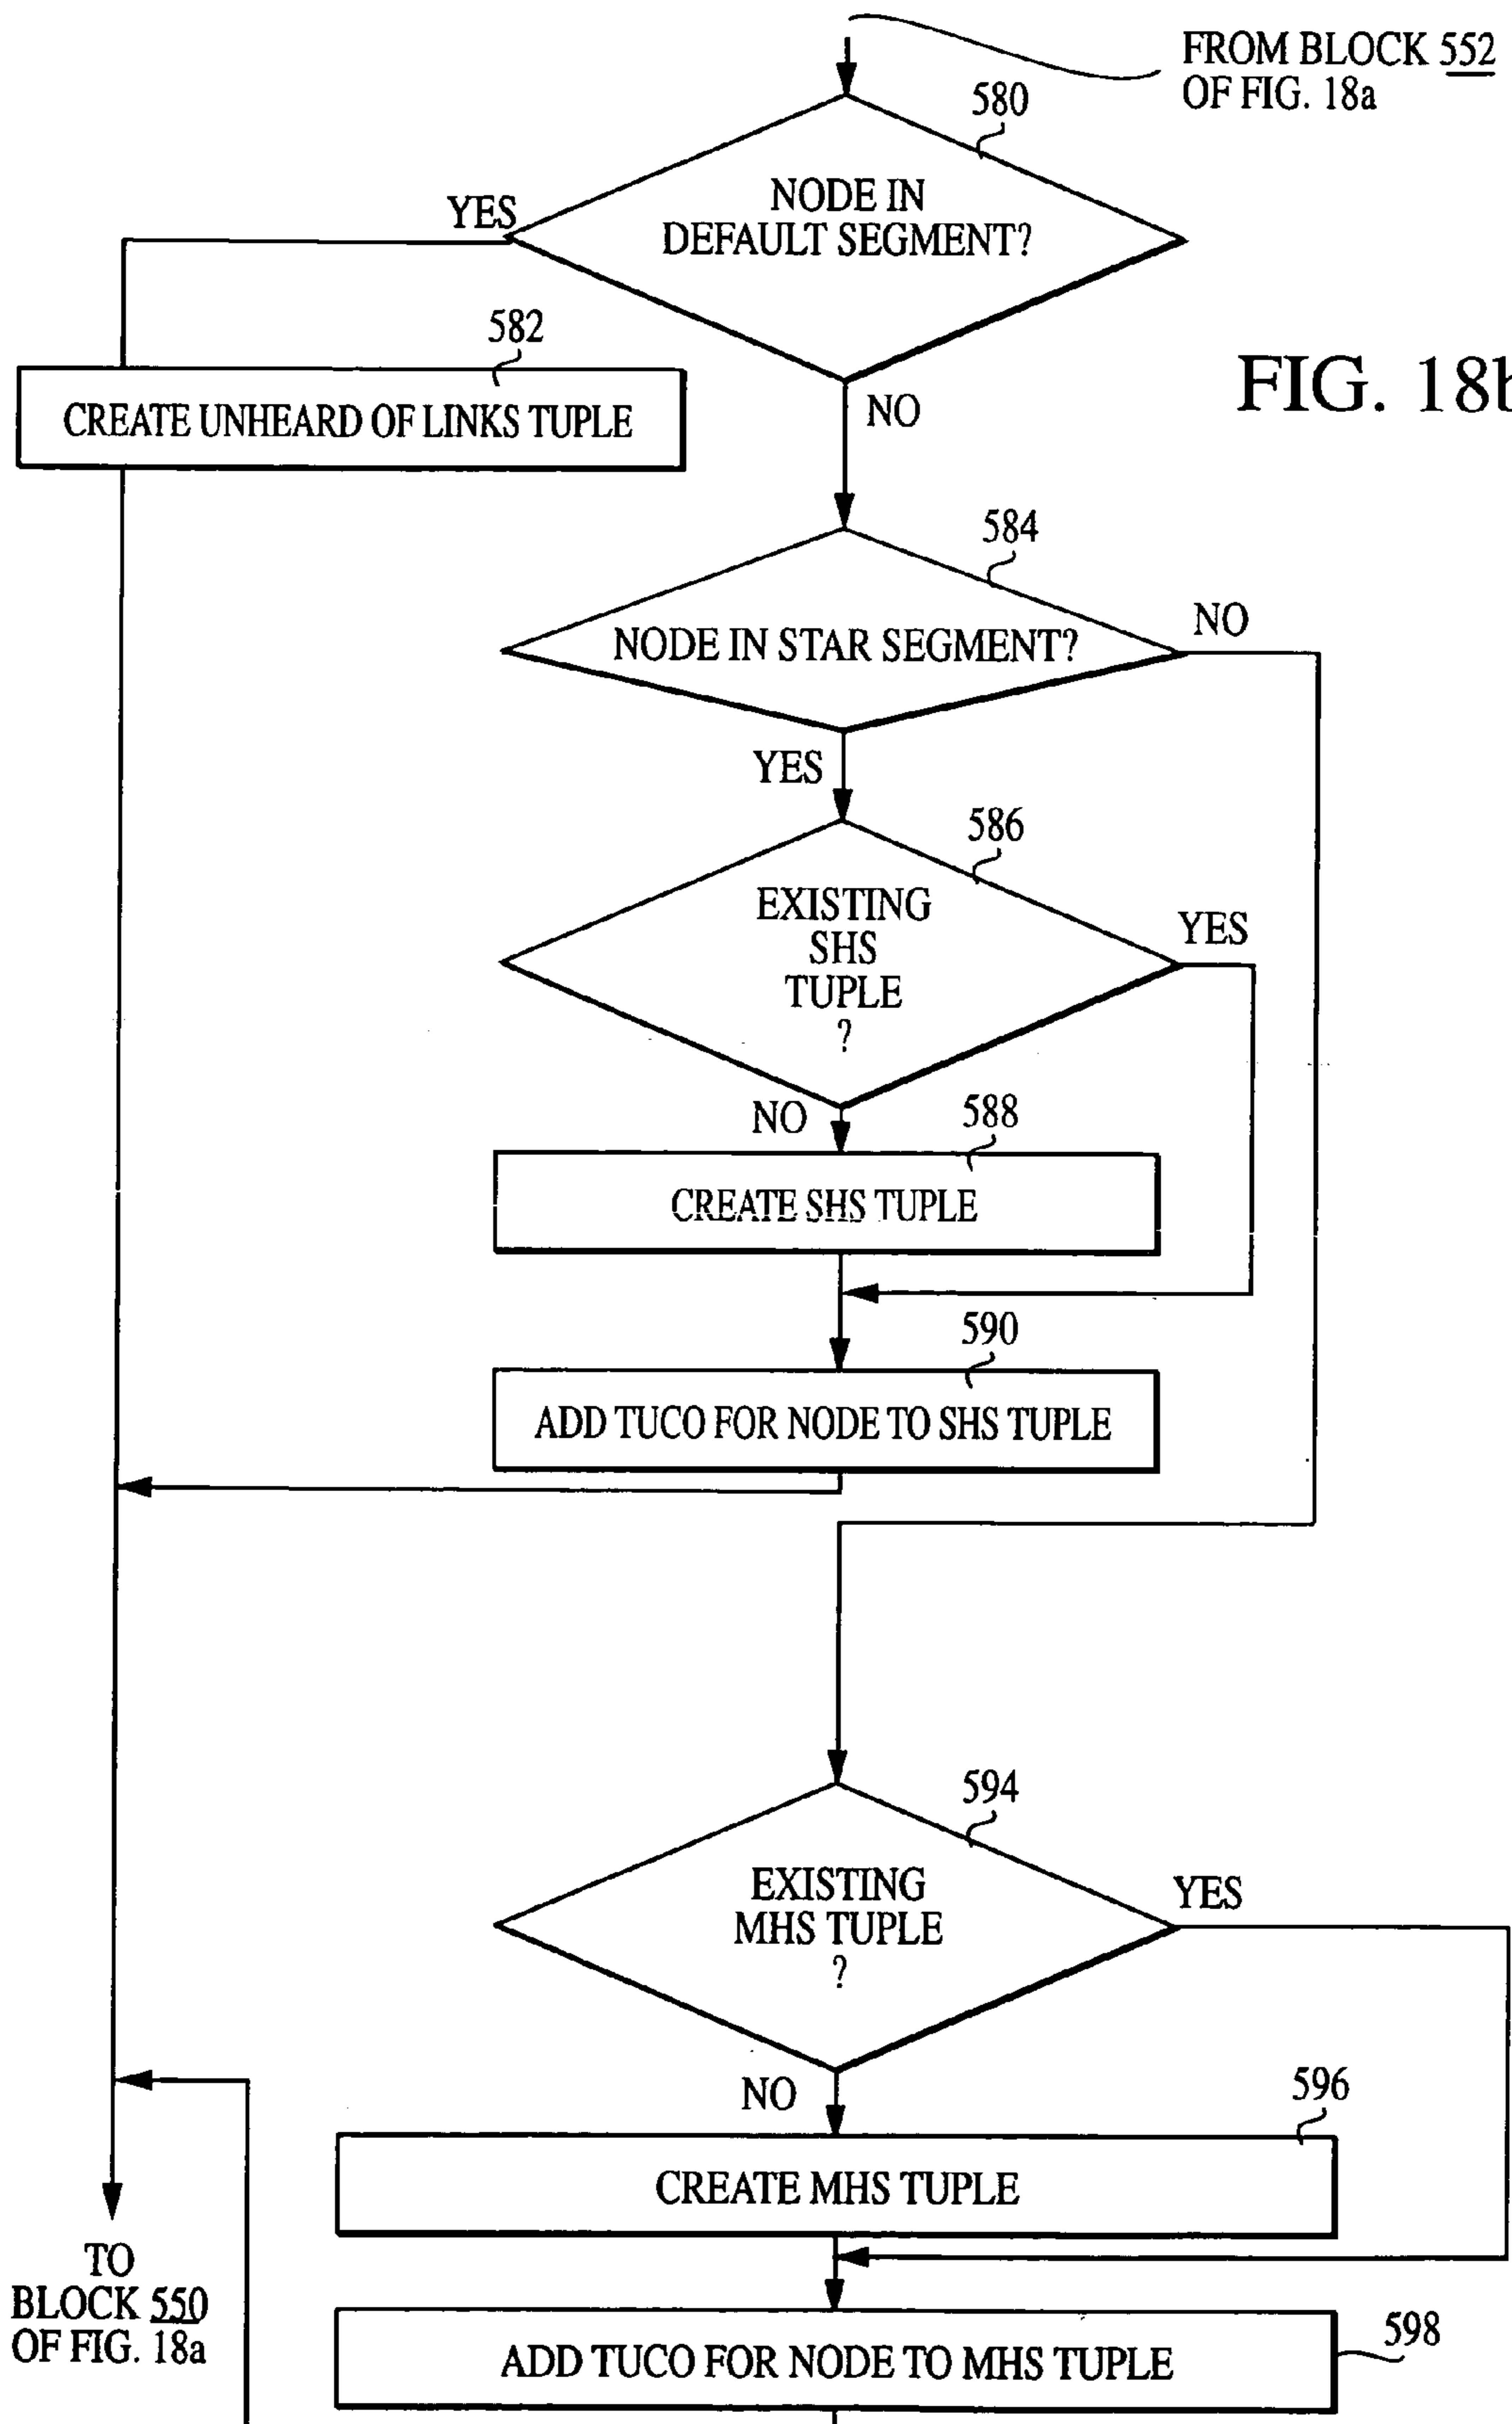 FROM BLOCK 552
OF FIG. 18a
580
NODE IN
DEFAULT SEGMENT?
YES
582
CREATE UNHEARD OF LINKS TUPLE
NO
FIG. 18b
584
NODE IN STAR SEGMENT?
NO
YES
586
EXISTING
SHS
TUPLE
?
YES
NO
588
CREATE SHS TUPLE
590
ADD TUCO FOR NODE TO SHS TUPLE
594
EXISTING
MHS TUPLE
?
YES
NO
596
CREATE MHS TUPLE
TO
BLOCK 550
OF FIG. 18a
ADD TUCO FOR NODE TO MHS TUPLE
598